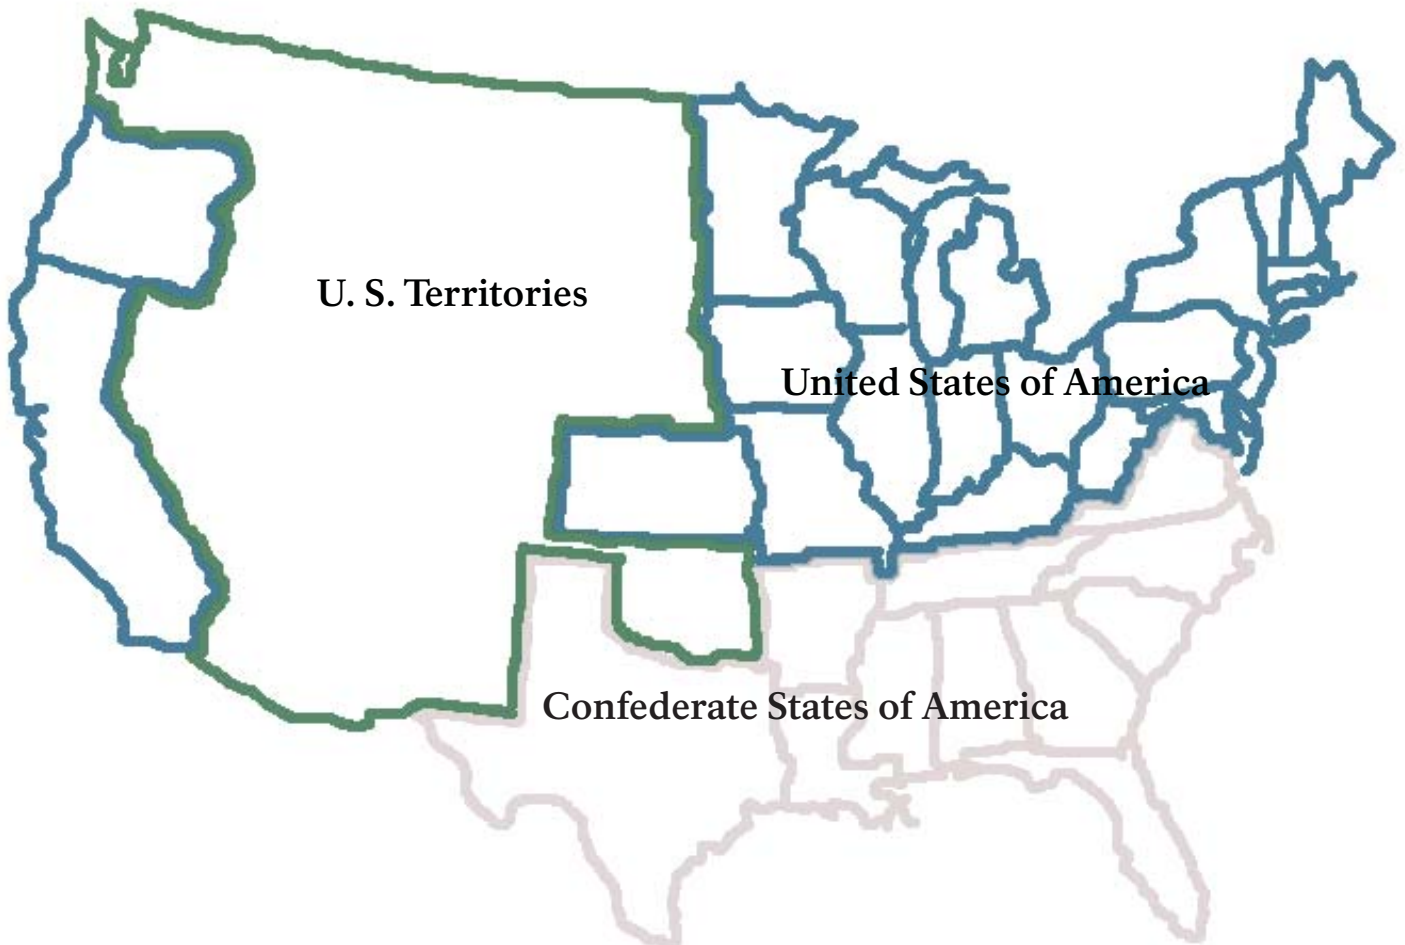 U. S. Territories
United States of America
Confederate States of America